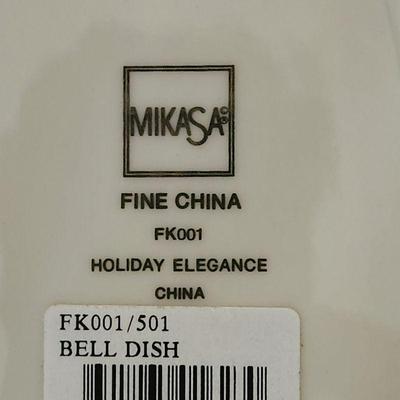 MIKASA®
FINE CHINA
FK001
HOLIDAY ELEGANCE
CHINA
FK001/501
BELL DISH